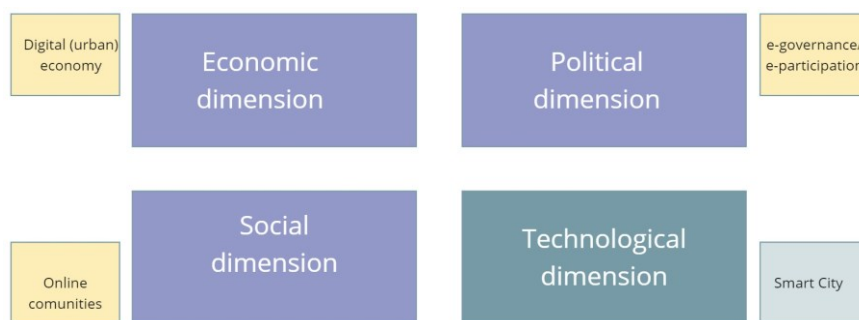 Digital (urban)
economy
Economic
dimension
Political
dimension
e-governance/
e-participation
Online
comunities
Social
dimension
Technological
dimension
Smart City